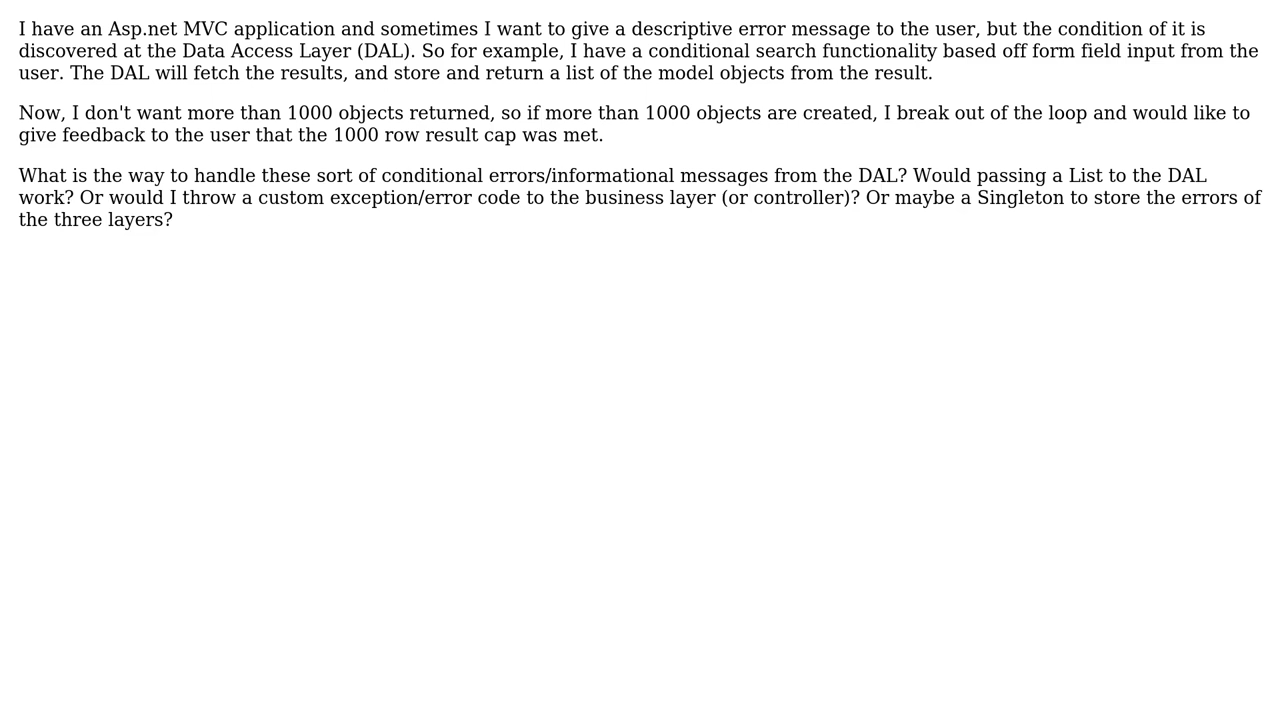 I have an Asp.net MVC application and sometimes I want to give a descriptive error message to the user, but the condition of it is
discovered at the Data Access Layer (DAL). So for example, I have a conditional search functionality based off form field input from the
user. The DAL will fetch the results, and store and return a list of the model objects from the result.
Now, I don't want more than 1000 objects returned, so if more than 1000 objects are created, I break out of the loop and would like to
give feedback to the user that the 1000 row result cap was met.
What is the way to handle these sort of conditional errors/informational messages from the DAL? Would passing a List to the DAL
work? Or would I throw a custom exception/error code to the business layer (or controller)? Or maybe a Singleton to store the errors of
the three layers?